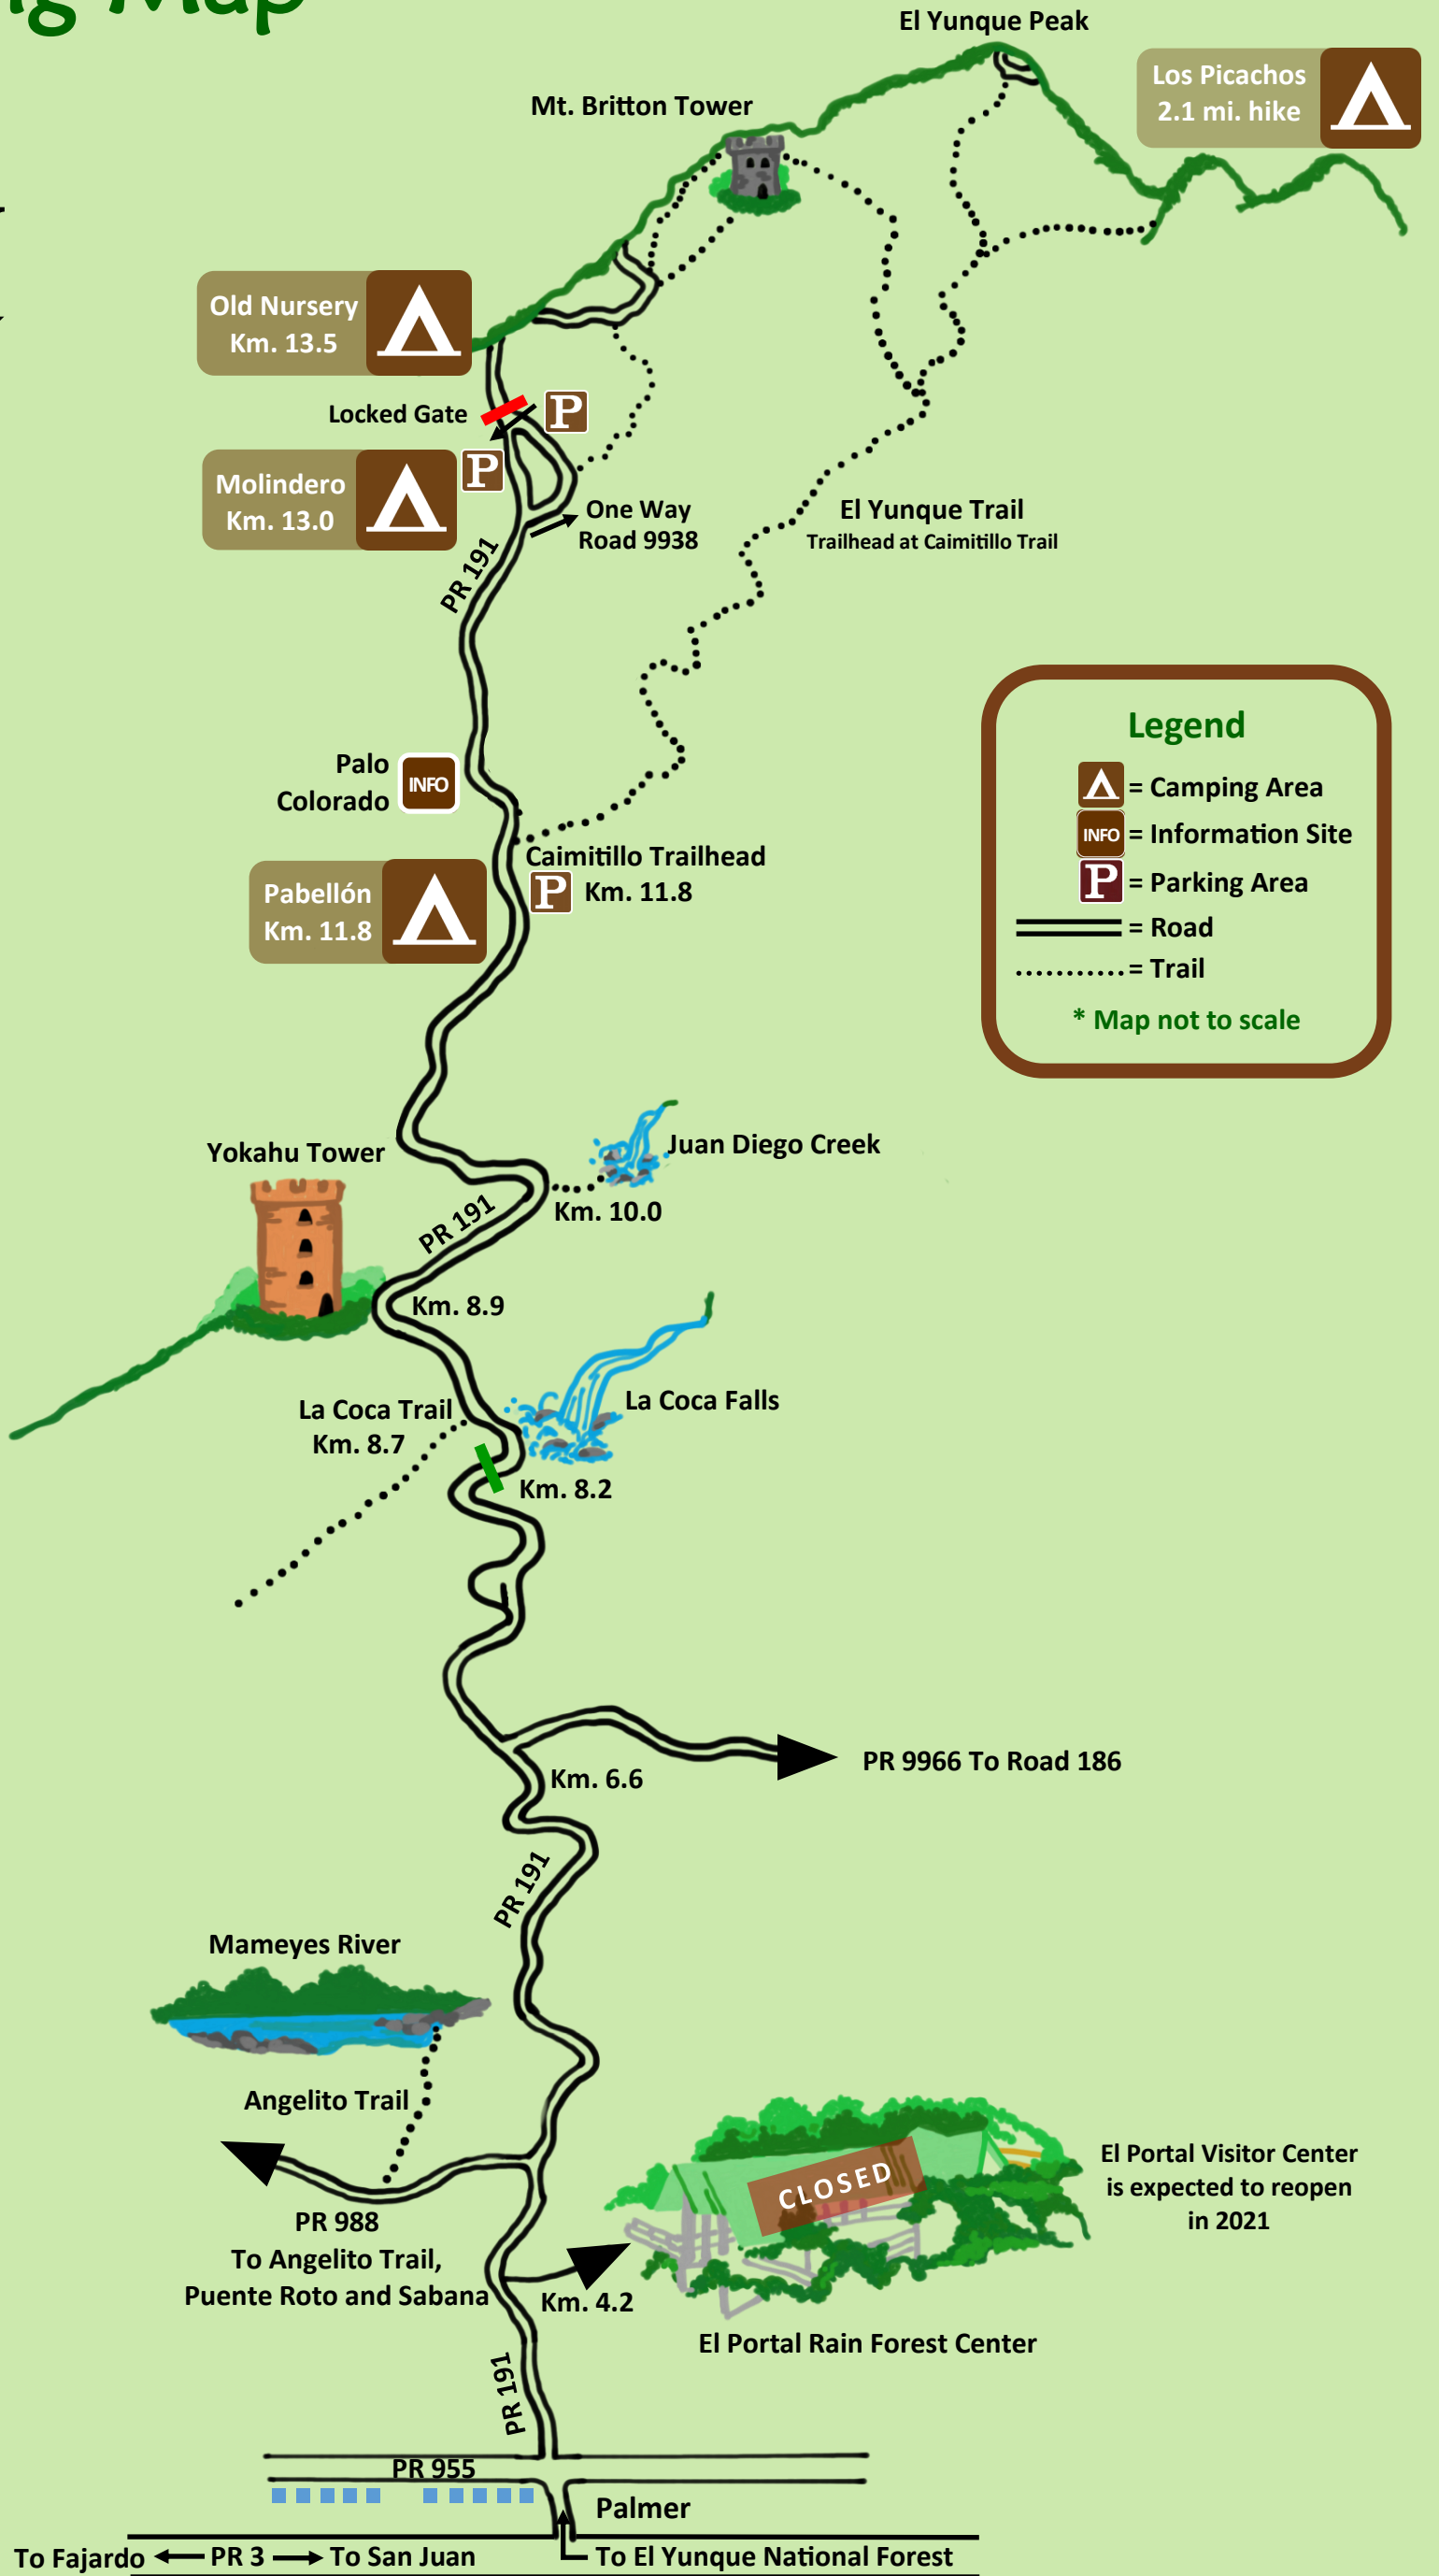 ng Map
El Yunque Peak
Los Picachos
2.1 mi. hike
Mt. Britton Tower
Old Nursery
Km. 13.5
Locked Gate
P
P
Molindero
Km. 13.0
One Way
Road 9938
El Yunque Trail
Trailhead at Caimitillo Trail
PR 191
Legend
= Camping Area
INFO = Information Site
P = Parking Area
= Road
= Trail
* Map not to scale
Palo
Colorado
INFO
Caimitillo Trailhead
P Km. 11.8
Pabellón
Km. 11.8
Yokahu Tower
Juan Diego Creek
Km. 10.0
PR 191
Km. 8.9
La Coca Trail
Km. 8.7
La Coca Falls
Km. 8.2
PR 9966 To Road 186
Km. 6.6
PR 191
Mameyes River
Angelito Trail
CLOSED
El Portal Visitor Center
is expected to reopen
in 2021
PR 988
To Angelito Trail,
Puente Roto and Sabana
Km. 4.2
El Portal Rain Forest Center
PR 191
PR 955
Palmer
To Fajardo PR 3 To San Juan
To El Yunque National Forest